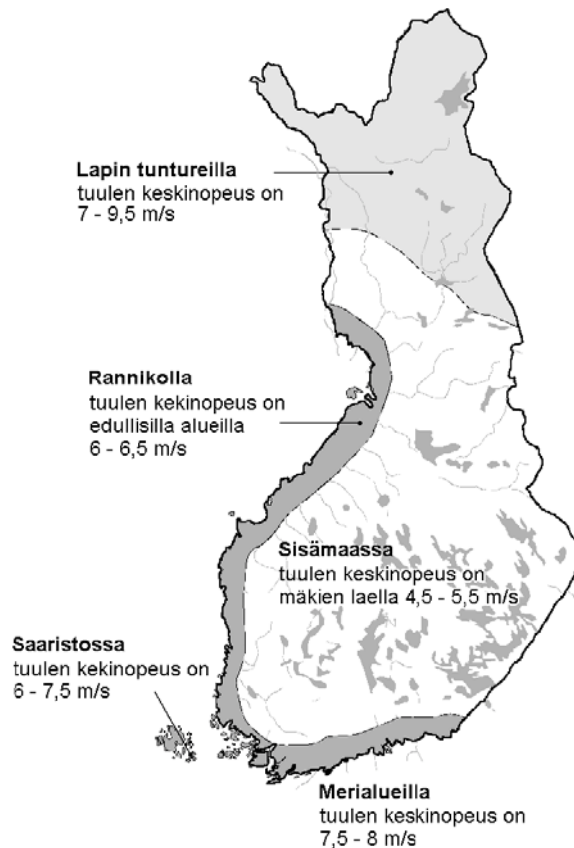 Lapin tuntureilla
tuulen keskinopeus on
7 - 9,5 m/s
Rannikolla
tuulen kekinopeus on
edullisilla alueilla
6 - 6,5 m/s
Sisämaassa
tuulen keskinopeus on
mäkien laella 4,5 - 5,5 m/s
Saaristossa
tuulen kekinopeus on
6 - 7,5 m/s
Merialueilla
tuulen keskinopeus on
7,5 - 8 m/s